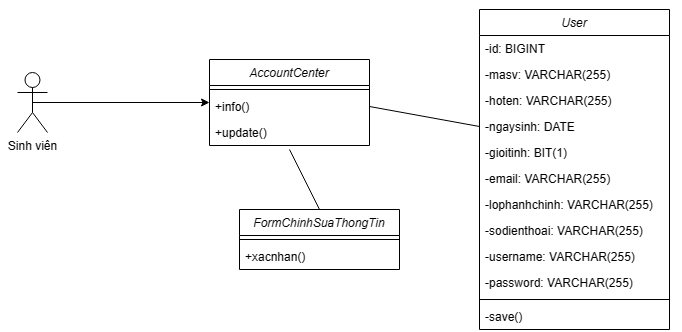 Sinh viên
AccountCenter
+info()
+update()
FormChinhSuaThongTin
+xacnhan()
User
-id: BIGINT
-masv: VARCHAR(255)
-hoten: VARCHAR(255)
-ngaysinh: DATE
-gioitinh: BIT(1)
-email: VARCHAR(255)
-lophanhchinh: VARCHAR(255)
-sodienthoai: VARCHAR(255)
-username: VARCHAR(255)
-password: VARCHAR(255)
-save()